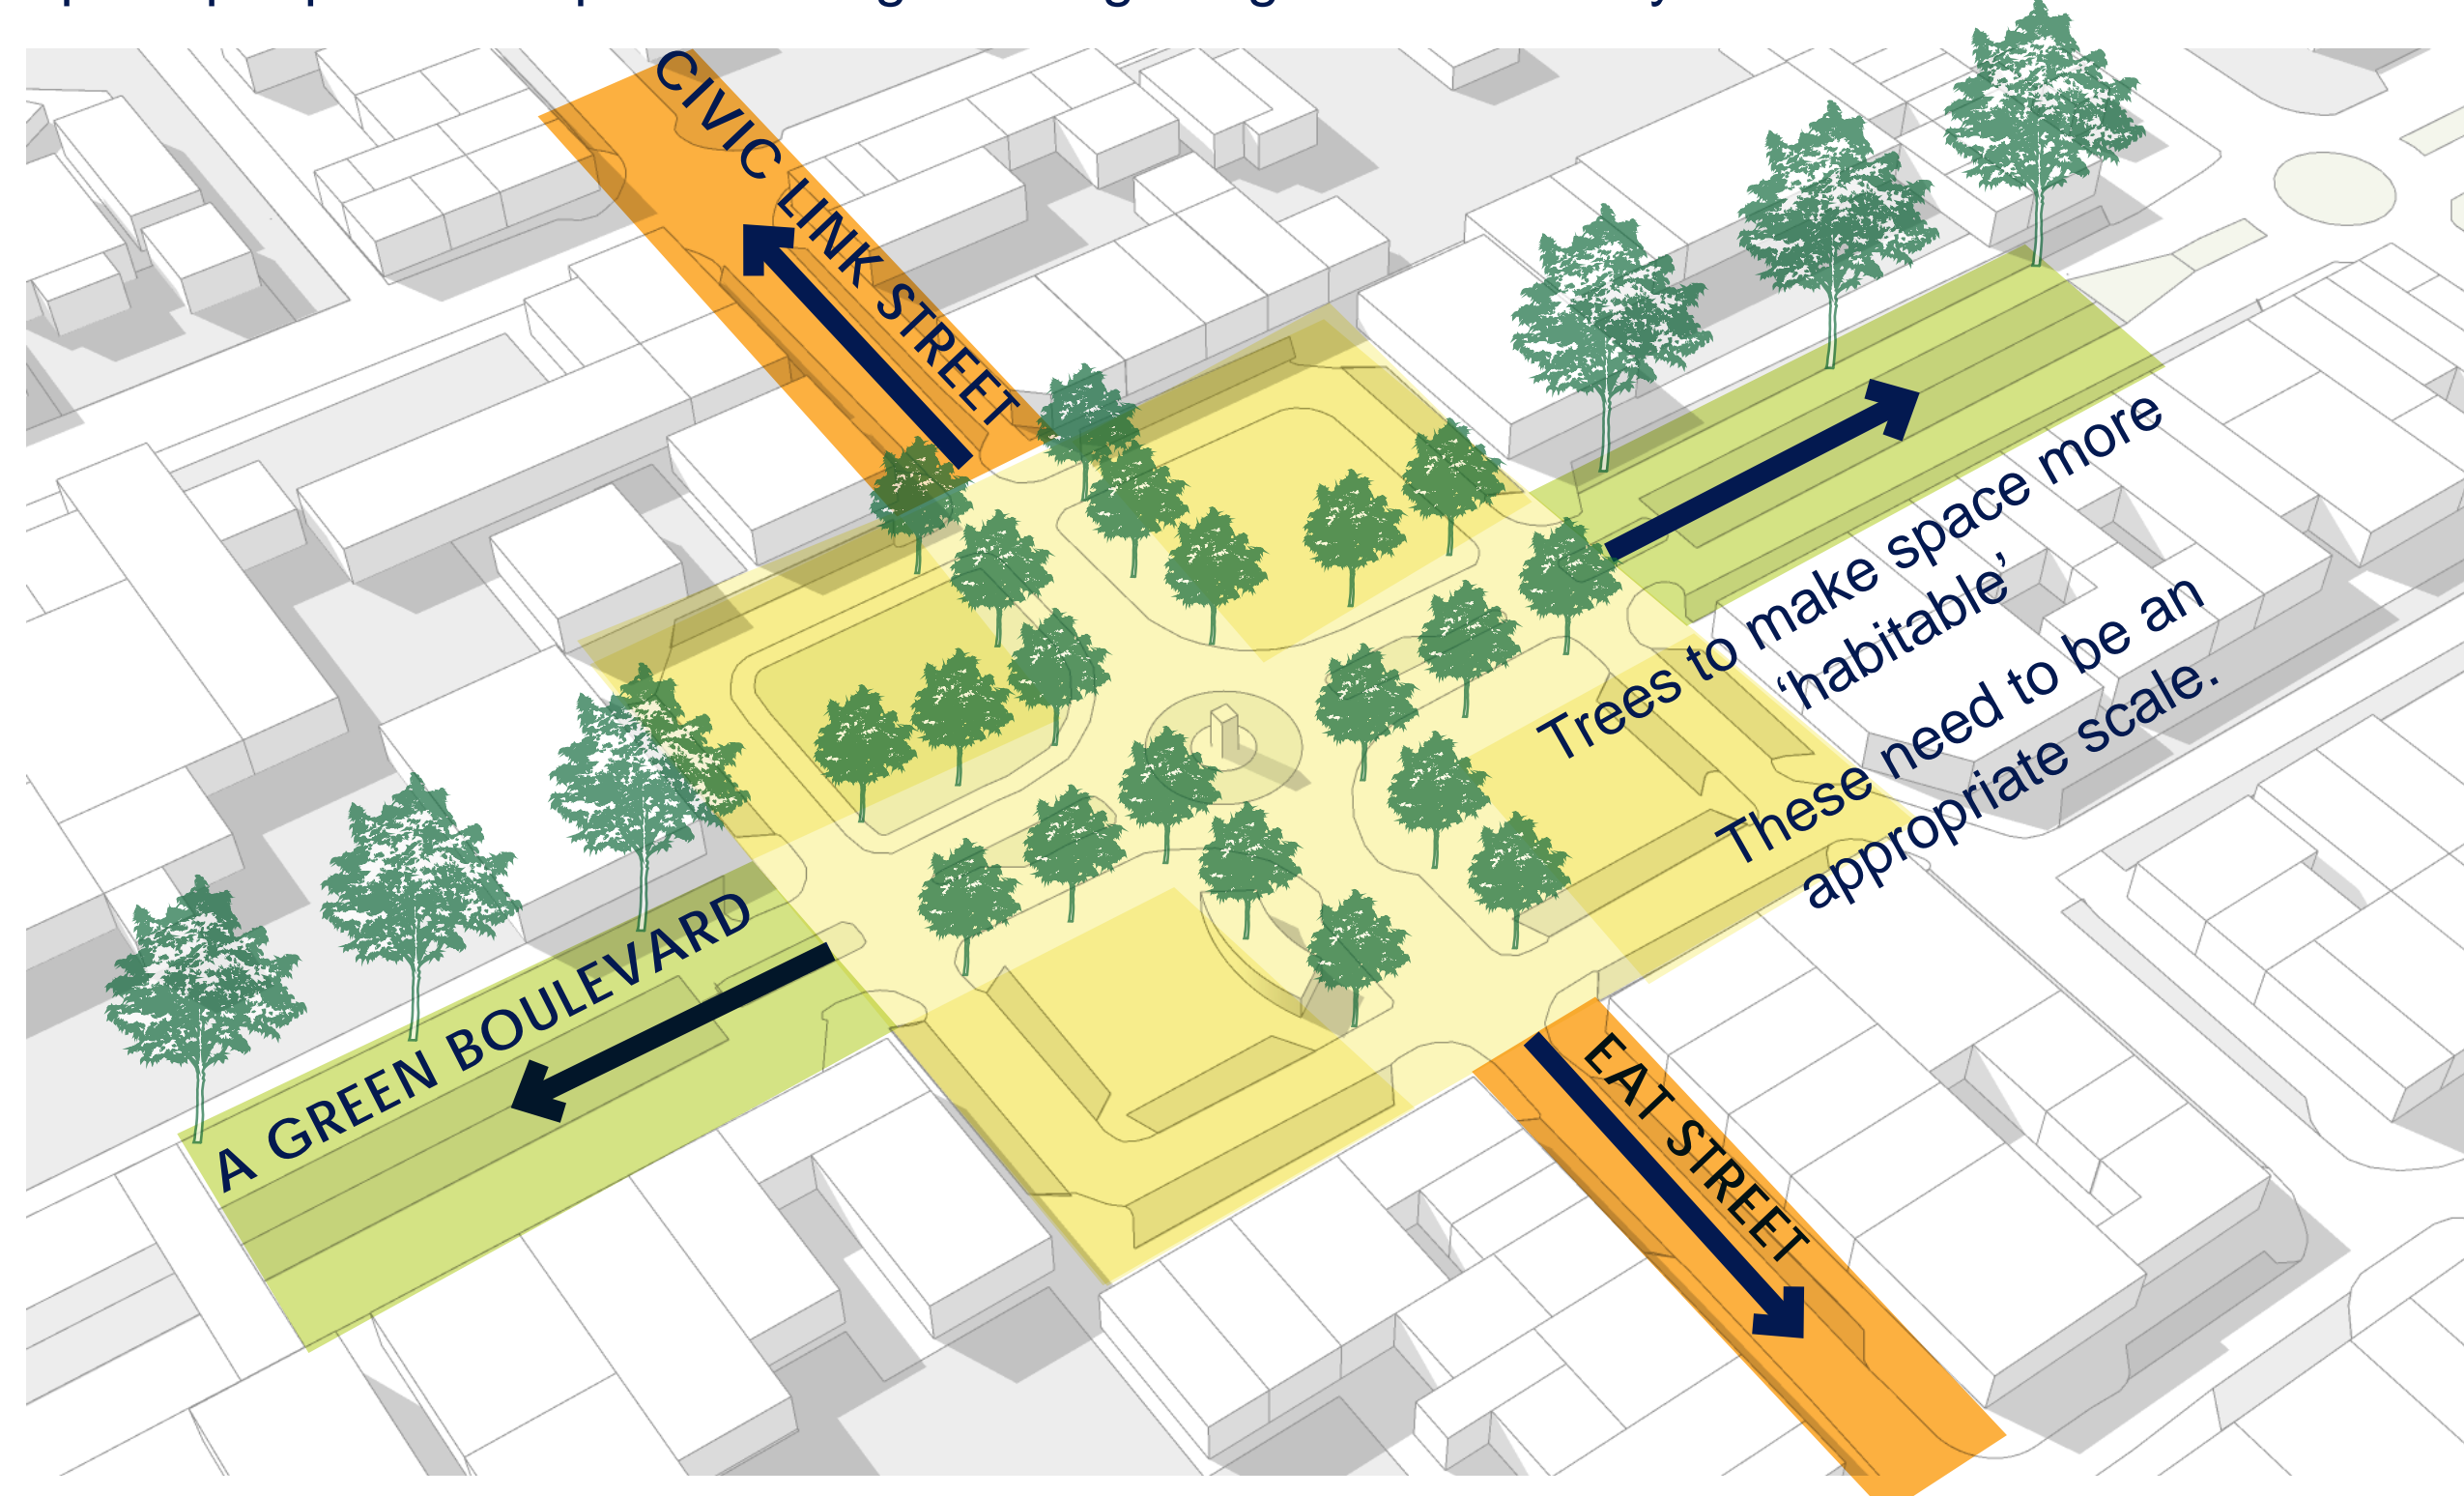 CIVIC LINK STREET
Trees to make space more
‘habitable’
These need to be an
appropriate scale.
A GREEN BOULEVARD
EAT STREET